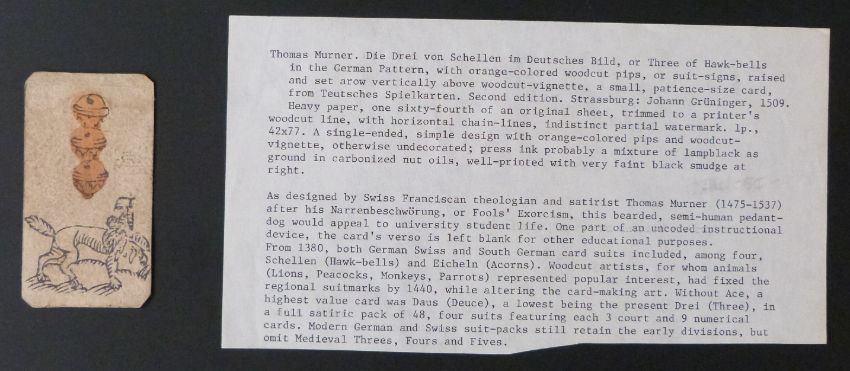 Thomas Murner. Die Drei von Schellen im Deutsches Bild, or Three of Hawk-bells
in the German Pattern, with orange-colored woodcut pips, or suit-signs, raised
and set arow vertically above woodcut-vignette, a small, patience-size card,
from Teutsches Spielkarten. Second edition. Strassburg: Johann Grüninger, 1509.
Heavy paper, one sixty-fourth of an original sheet, trimmed to a printer's
woodcut line, with horizontal chain-lines, indistinct partial watermark. 1p.,
42x77. A single-ended, simple design with orange-colored pips and woodcut-
vignette, otherwise undecorated; press ink probably a mixture of lampblack as
ground in carbonized nut oils, well-printed with very faint black smudge at
right.
As designed by Swiss Franciscan theologian and satirist Thomas Murner (1475-1537)
after his Narrenbeschwörung, or Fools' Exorcism, this bearded, semi-human pedant-
dog would appeal to university student life. One part of an uncoded instructional
device, the card's verso is left blank for other educational purposes.
From 1380, both German Swiss and South German card suits included, among four,
Schellen (Hawk-bells) and Eicheln (Acorns). Woodcut artists, for whom animals
(Lions, Peacocks, Monkeys, Parrots) represented popular interest, had fixed the
regional suitmarks by 1440, while altering the card-making art. Without Ace, a
highest value card was Daus (Deuce), a lowest being the present Drei (Three), in
a full satiric pack of 48, four suits featuring each 3 court and 9 numerical
cards. Modern German and Swiss suit-packs still retain the early divisions, but
omit Medieval Threes, Fours and Fives.